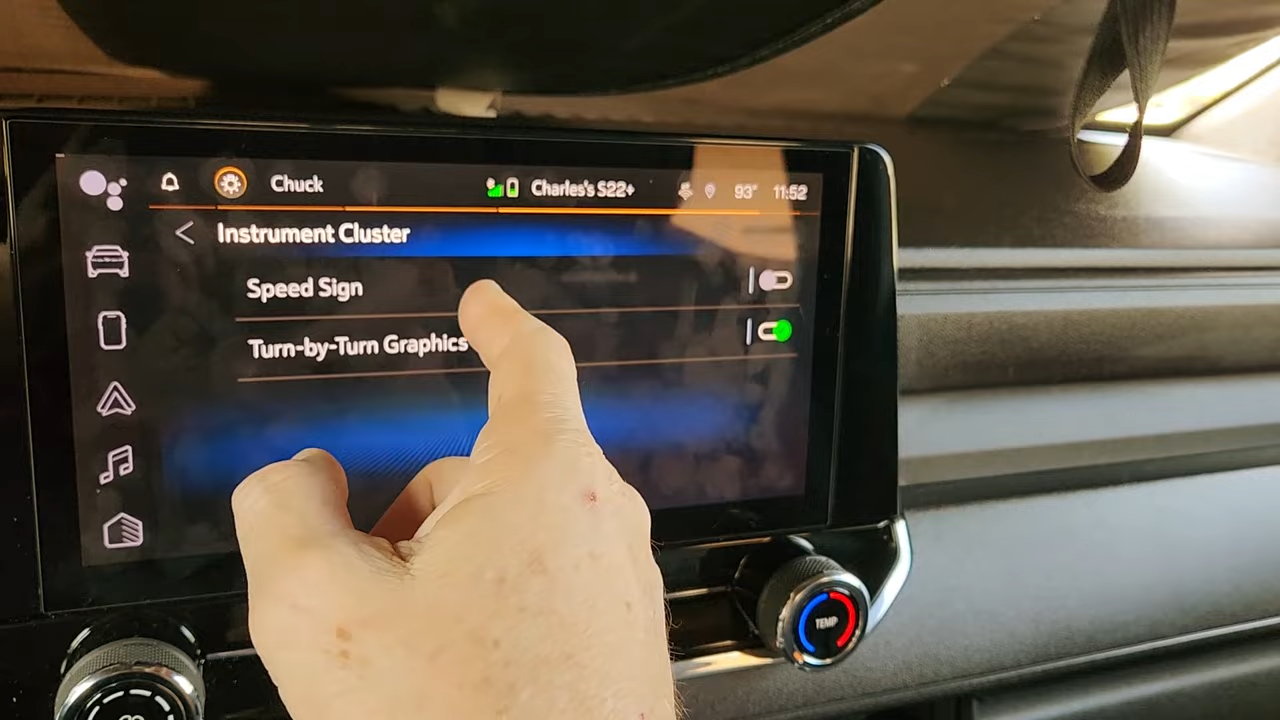 Chuck Charles's S22+ 93° 11:52
Instrument Cluster
Speed Sign
Turn-by-Turn Graphics
TEMP